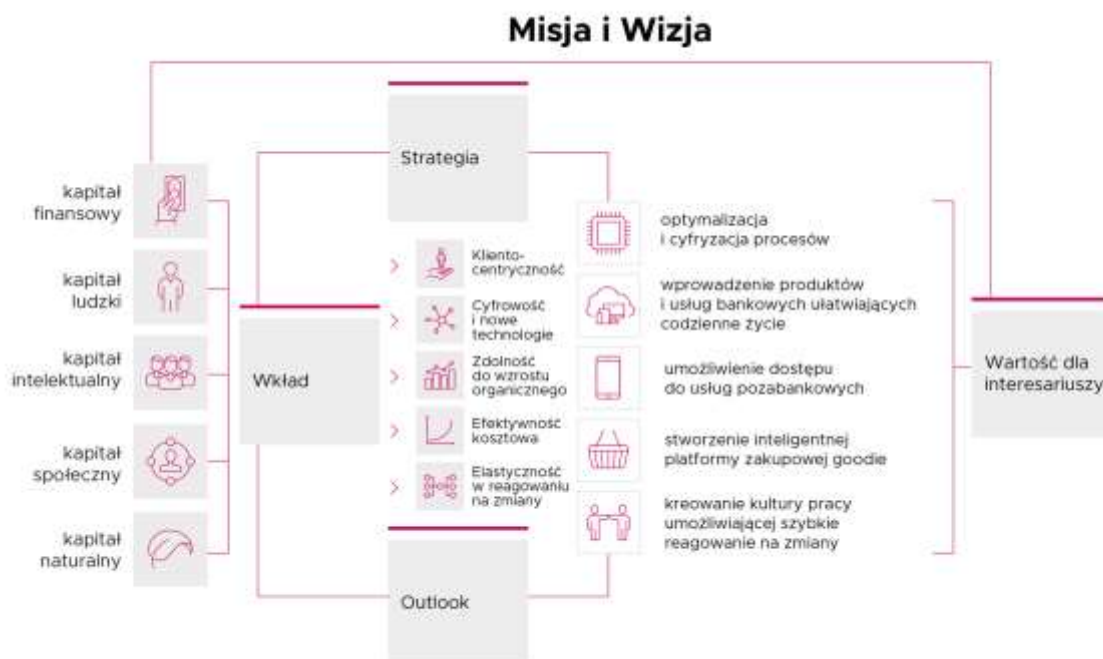 Misja i Wizja
kapitał
finansowy
kapitał
ludzki
kapitał
intelektualny
kapitał
społeczny
kapitał
naturalny
Wkład
Strategia
Kliento-
centryczność
Cyfrowość
i nowe
technologie
Zdolność
do wzrostu
organicznego
Efektywność
kosztowa
Elastyczność
w reagowaniu
na zmiany
Outlook
optymalizacja
i cyfryzacja procesów
wprowadzenie produktów
i usług bankowych ułatwiających
codzienne życie
umożliwienie dostępu
do usług pozabankowych
stworzenie inteligentnej
platformy zakupowej goodie
kreowanie kultury pracy
umożliwiającej szybkie
reagowanie na zmiany
Wartość dla
interesariuszy